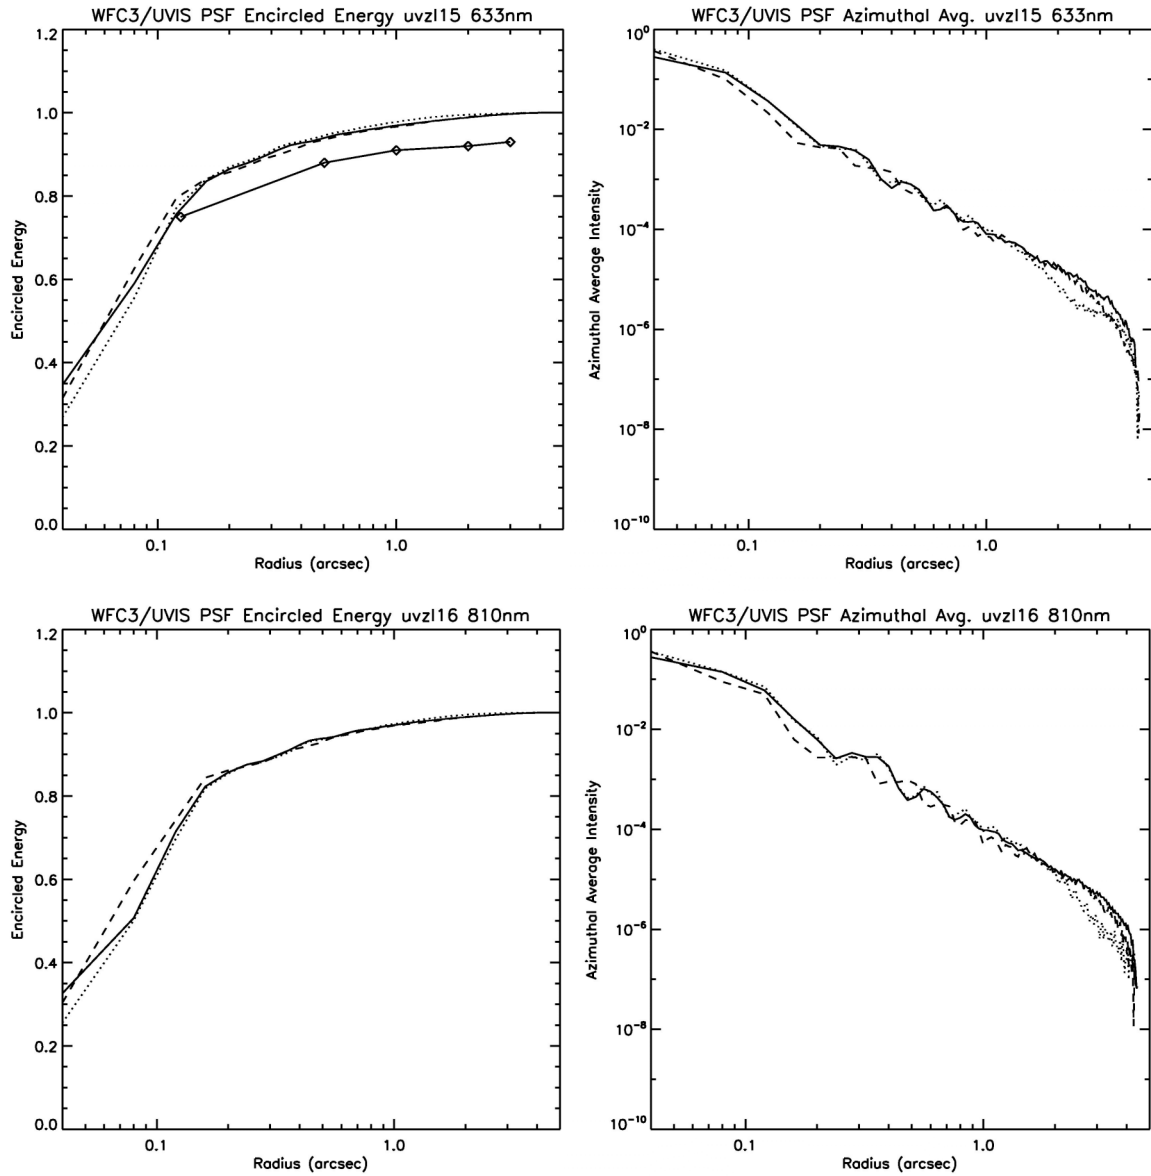 WFC3/UVIS PSF Encircled Energy uvzl15 633nm
1.2
1.0
0.8
0.6
0.4
0.2
0.0
Encircled Energy
0.1
1.0
Radius (arcsec)
WFC3/UVIS PSF Azimuthal Avg. uvzl15 633nm
10⁰
10⁻²
10⁻⁴
10⁻⁶
10⁻⁸
10⁻¹⁰
Azimuthal Average Intensity
0.1
1.0
Radius (arcsec)
WFC3/UVIS PSF Encircled Energy uvzl16 810nm
1.2
1.0
0.8
0.6
0.4
0.2
0.0
Encircled Energy
0.1
1.0
Radius (arcsec)
WFC3/UVIS PSF Azimuthal Avg. uvzl16 810nm
10⁰
10⁻²
10⁻⁴
10⁻⁶
10⁻⁸
10⁻¹⁰
Azimuthal Average Intensity
0.1
1.0
Radius (arcsec)